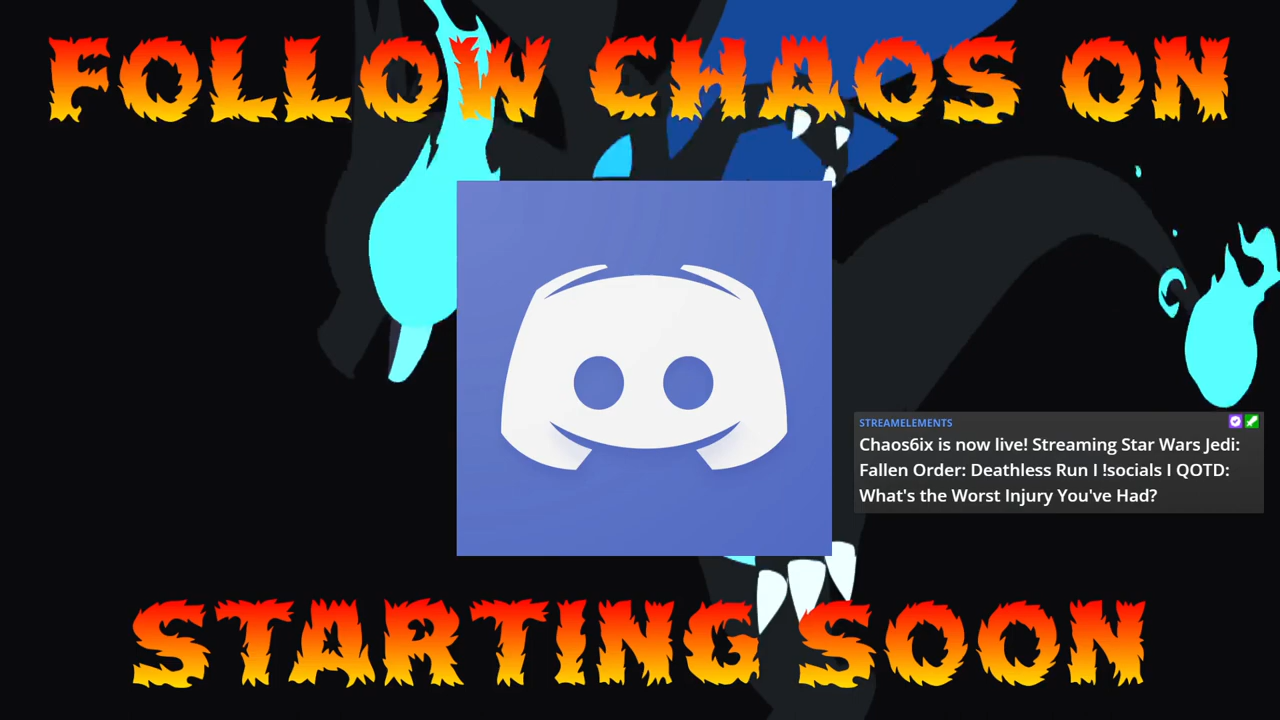 FOLLOW CHAOS ON
STREAMELEMENTS
Chaos6ix is now live! Streaming Star Wars Jedi:
Fallen Order: Deathless Run I !socials I QOTD:
What's the Worst Injury You've Had?
STARTING SOON